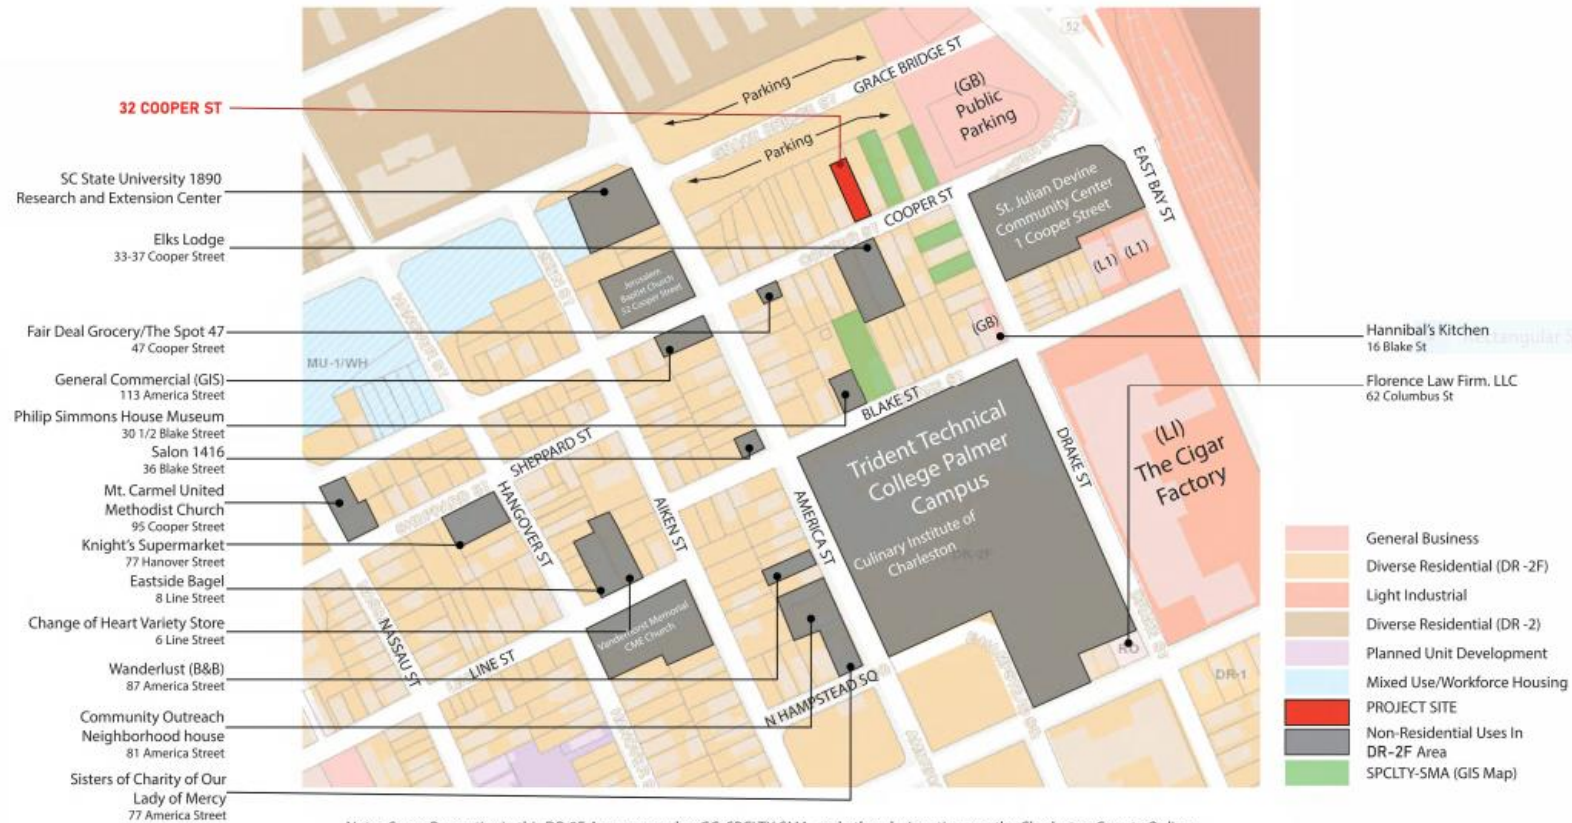 32 COOPER ST
SC State University 1890
Research and Extension Center
Elks Lodge
33-37 Cooper Street
Fair Deal Grocery/The Spot 47
47 Cooper Street
General Commercial (GIS)
113 America Street
Philip Simmons House Museum
30 1/2 Blake Street
Salon 1416
36 Blake Street
Mt. Carmel United
Methodist Church
95 Cooper Street
Knight's Supermarket
77 Hanover Street
Eastside Bagel
8 Line Street
Change of Heart Variety Store
6 Line Street
Wanderlust (B&B)
87 America Street
Community Outreach
Neighborhood house
81 America Street
Sisters of Charity of Our
Lady of Mercy
77 America Street
52
Parking
GRACE BRIDGE ST
Parking
(GB)
Public
Parking
COOPER ST
EAST BAY ST
St. Julian Devine
Community Center
1 Cooper Street
(L1)
(L1)
Jerusalem
Baptist Church
52 Cooper Street
(GB)
MU-1/WH
BLAKE ST
SHEPPARD ST
HANGOVER ST
AIKEN ST
AMERICA ST
DRAKE ST
Trident Technical
College Palmer
Campus
Culinary Institute of
Charleston
DR-2F
(LI)
The Cigar
Factory
Vanderhorst Memorial
CME Church
NASSAU ST
LINE ST
N HAMPSTEAD SQ
RO
DR-1
Hannibal's Kitchen
16 Blake St
Florence Law Firm. LLC
62 Columbus St
General Business
Diverse Residential (DR -2F)
Light Industrial
Diverse Residential (DR -2)
Planned Unit Development
Mixed Use/Workforce Housing
PROJECT SITE
Non-Residential Uses In
DR-2F Area
SPCLTY-SMA (GIS Map)